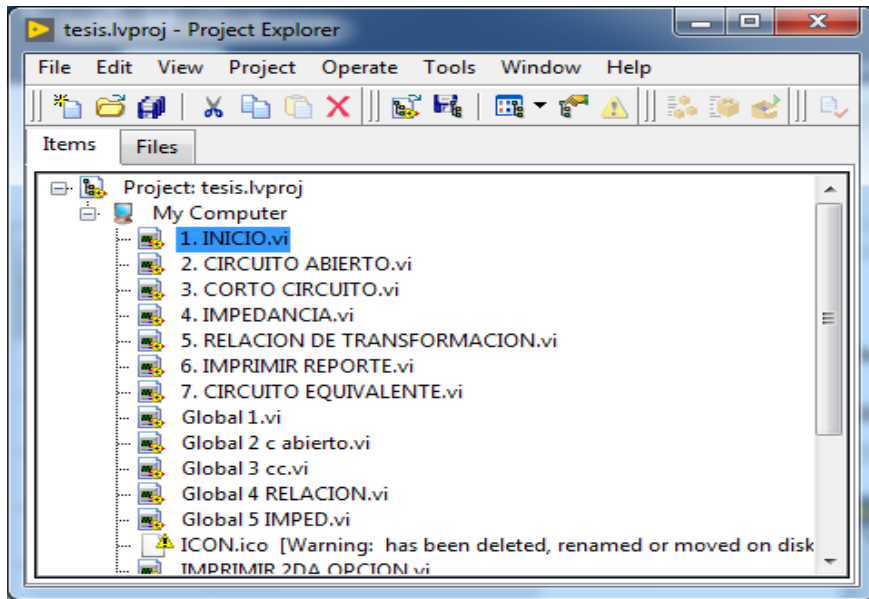 tesis.lvproj - Project Explorer
File Edit View Project Operate Tools Window Help
Items Files
Project: tesis.lvproj
My Computer
1. INICIO.vi
2. CIRCUITO ABIERTO.vi
3. CORTO CIRCUITO.vi
4. IMPEDANCIA.vi
5. RELACION DE TRANSFORMACION.vi
6. IMPRIMIR REPORTE.vi
7. CIRCUITO EQUIVALENTE.vi
Global 1.vi
Global 2 c abierto.vi
Global 3 cc.vi
Global 4 RELACION.vi
Global 5 IMPED.vi
ICON.ico [Warning: has been deleted, renamed or moved on disk
IMPRIMIR 2DA OPCION.vi